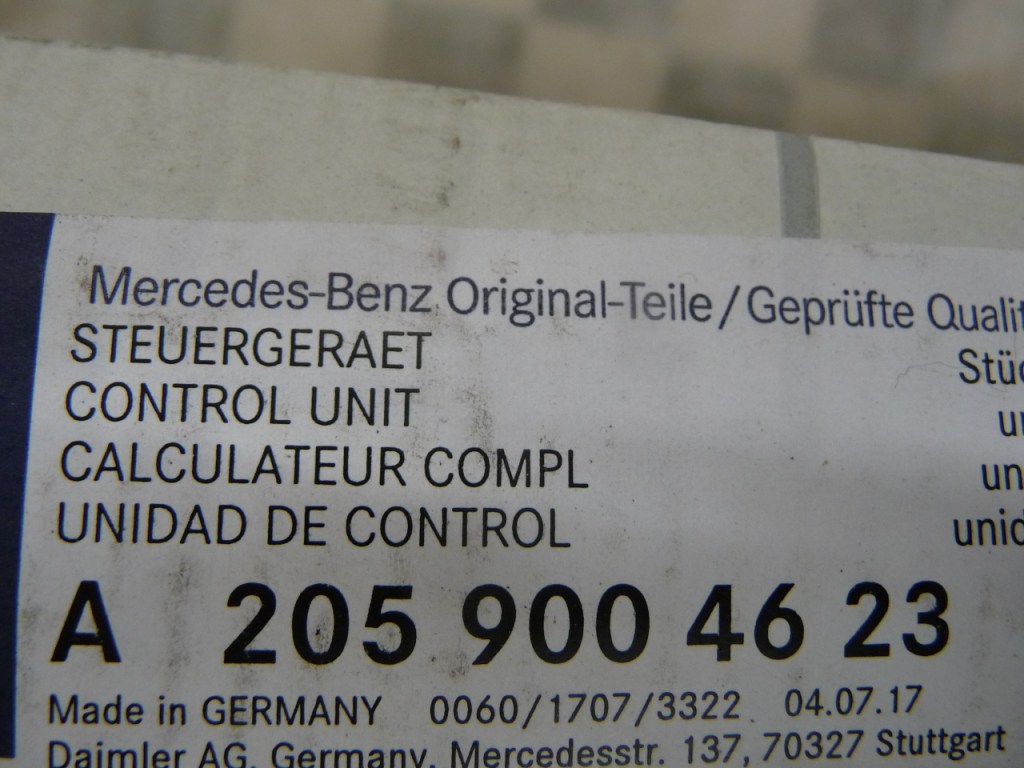 Mercedes-Benz Original-Teile/Geprüfte
STEUERGERAET
CONTROL UNIT
CALCULATEUR COMPL
UNIDAD DE CONTROL
A 205 900 46 23
Made in GERMANY 0060/1707/3322 04.07.17
Daimler AG, Germany, Mercedesstr. 137, 70327 Stuttgart